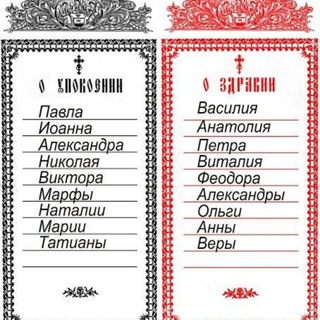 О УПОКОЕНИИ
Павла
Иоанна
Александра
Николая
Виктора
Марфы
Наталии
Марии
Татианы
О ЗДРАВИИ
Василия
Анатолия
Петра
Виталия
Феодора
Александры
Ольги
Анны
Веры